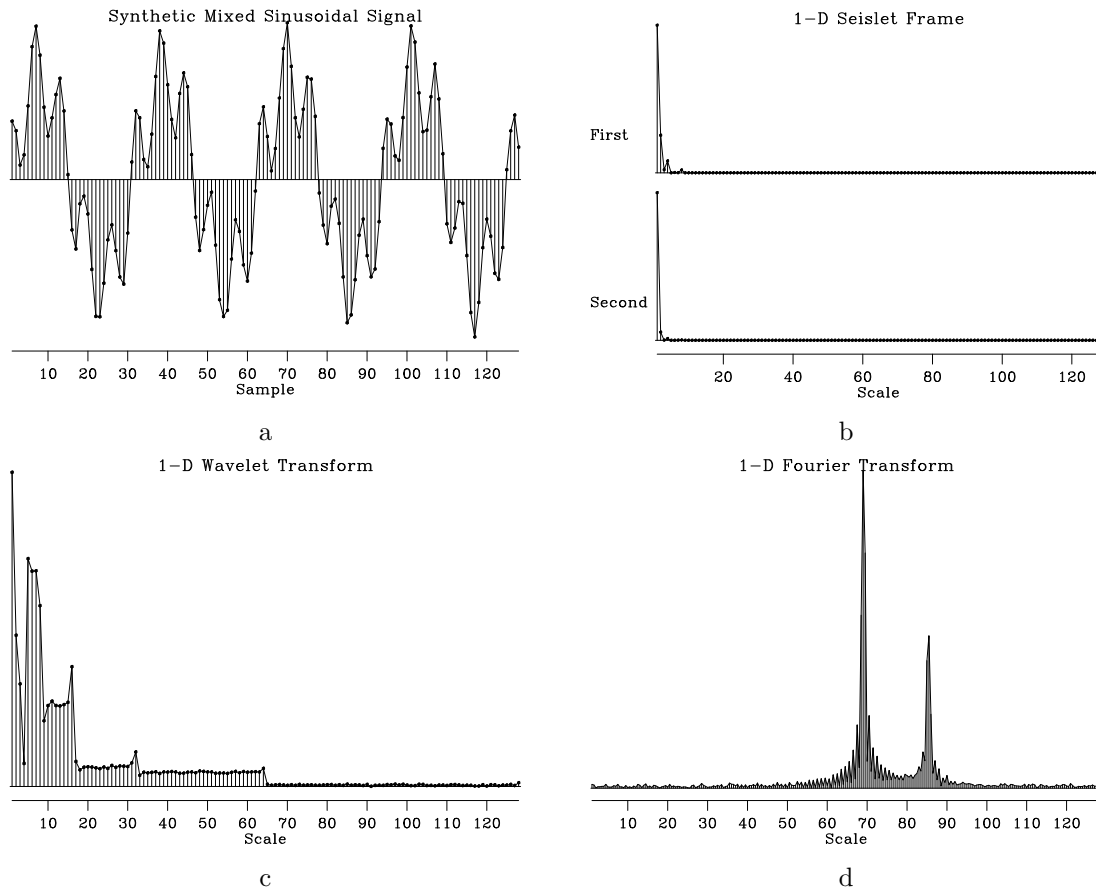 Synthetic Mixed Sinusoidal Signal
10 20 30 40 50 60 70 80 90 100 110 120
Sample
a
1-D Seislet Frame
First
Second
20 40 60 80 100 120
Scale
b
1-D Wavelet Transform
10 20 30 40 50 60 70 80 90 100 110 120
Scale
c
1-D Fourier Transform
10 20 30 40 50 60 70 80 90 100 110 120
Scale
d